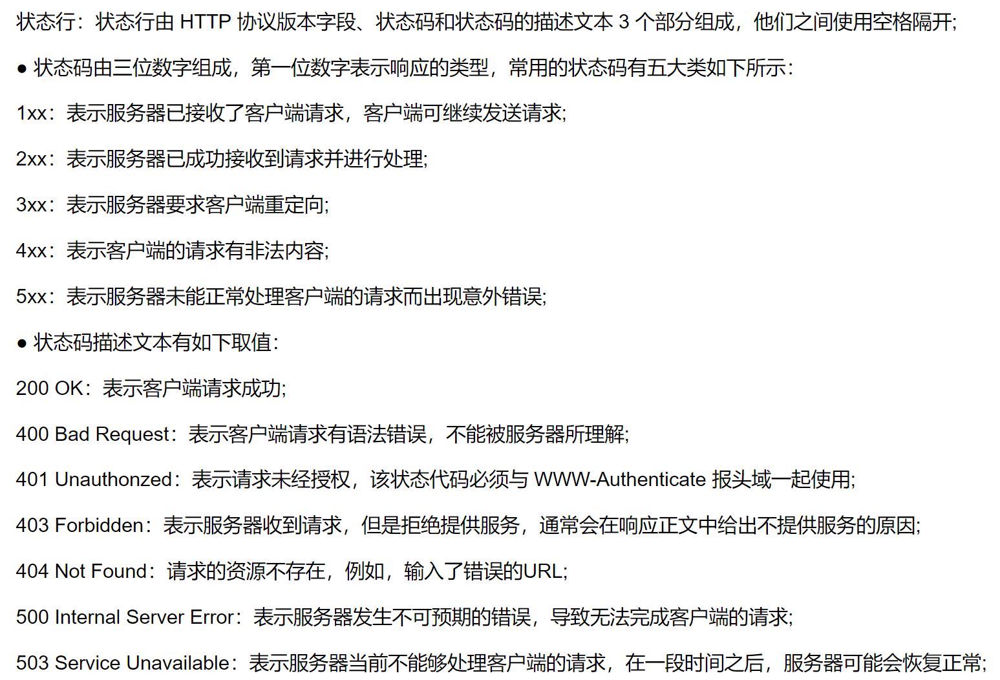 状态行：状态行由 HTTP 协议版本字段、状态码和状态码的描述文本 3 个部分组成，他们之间使用空格隔开;
● 状态码由三位数字组成，第一位数字表示响应的类型，常用的状态码有五大类如下所示：
1xx：表示服务器已接收了客户端请求，客户端可继续发送请求;
2xx：表示服务器已成功接收到请求并进行处理;
3xx：表示服务器要求客户端重定向;
4xx：表示客户端的请求有非法内容;
5xx：表示服务器未能正常处理客户端的请求而出现意外错误;
● 状态码描述文本有如下取值：
200 OK：表示客户端请求成功;
400 Bad Request：表示客户端请求有语法错误，不能被服务器所理解;
401 Unauthonzed：表示请求未经授权，该状态代码必须与 WWW-Authenticate 报头域一起使用;
403 Forbidden：表示服务器收到请求，但是拒绝提供服务，通常会在响应正文中给出不提供服务的原因;
404 Not Found：请求的资源不存在，例如，输入了错误的URL;
500 Internal Server Error：表示服务器发生不可预期的错误，导致无法完成客户端的请求;
503 Service Unavailable：表示服务器当前不能够处理客户端的请求，在一段时间之后，服务器可能会恢复正常;